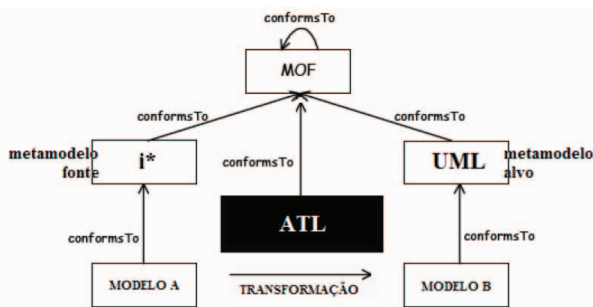 conformsTo
MOF
conformsTo
conformsTo
metamodelo
fonte
i*
conformsTo
UML
metamodelo
alvo
ATL
conformsTo
conformsTo
MODELO A
TRANSFORMAÇÃO
MODELO B